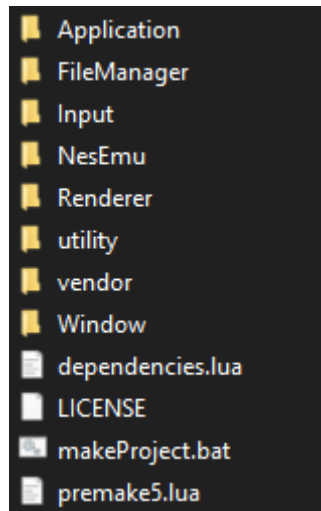 Application
FileManager
Input
NesEmu
Renderer
utility
vendor
Window
dependencies.lua
LICENSE
makeProject.bat
premake5.lua